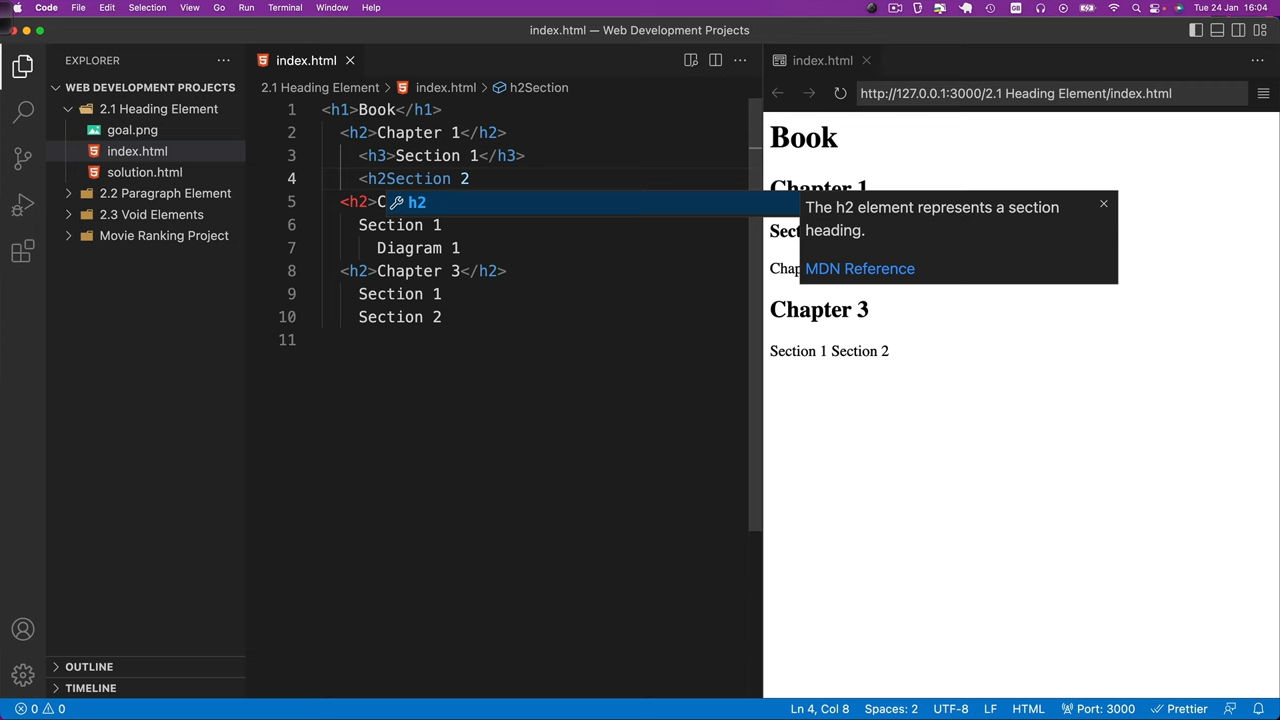 Code File Edit Selection View Go Run Terminal Window Help
GB Tue 24 Jan 16:04
index.html — Web Development Projects
EXPLORER
WEB DEVELOPMENT PROJECTS
2.1 Heading Element
goal.png
index.html
solution.html
2.2 Paragraph Element
2.3 Void Elements
Movie Ranking Project
OUTLINE
TIMELINE
index.html
2.1 Heading Element > index.html > h2Section
1 <h1>Book</h1>
2 <h2>Chapter 1</h2>
3 <h3>Section 1</h3>
4 <h2Section 2
5 <h2>C
h2
6 Section 1
7 Diagram 1
8 <h2>Chapter 3</h2>
9 Section 1
10 Section 2
11
index.html
http://127.0.0.1:3000/2.1 Heading Element/index.html
Book
Chapter 1
Sect
Chap
The h2 element represents a section
heading.
MDN Reference
Chapter 3
Section 1 Section 2
0 0
Ln 4, Col 8 Spaces: 2 UTF-8 LF HTML Port: 3000 Prettier